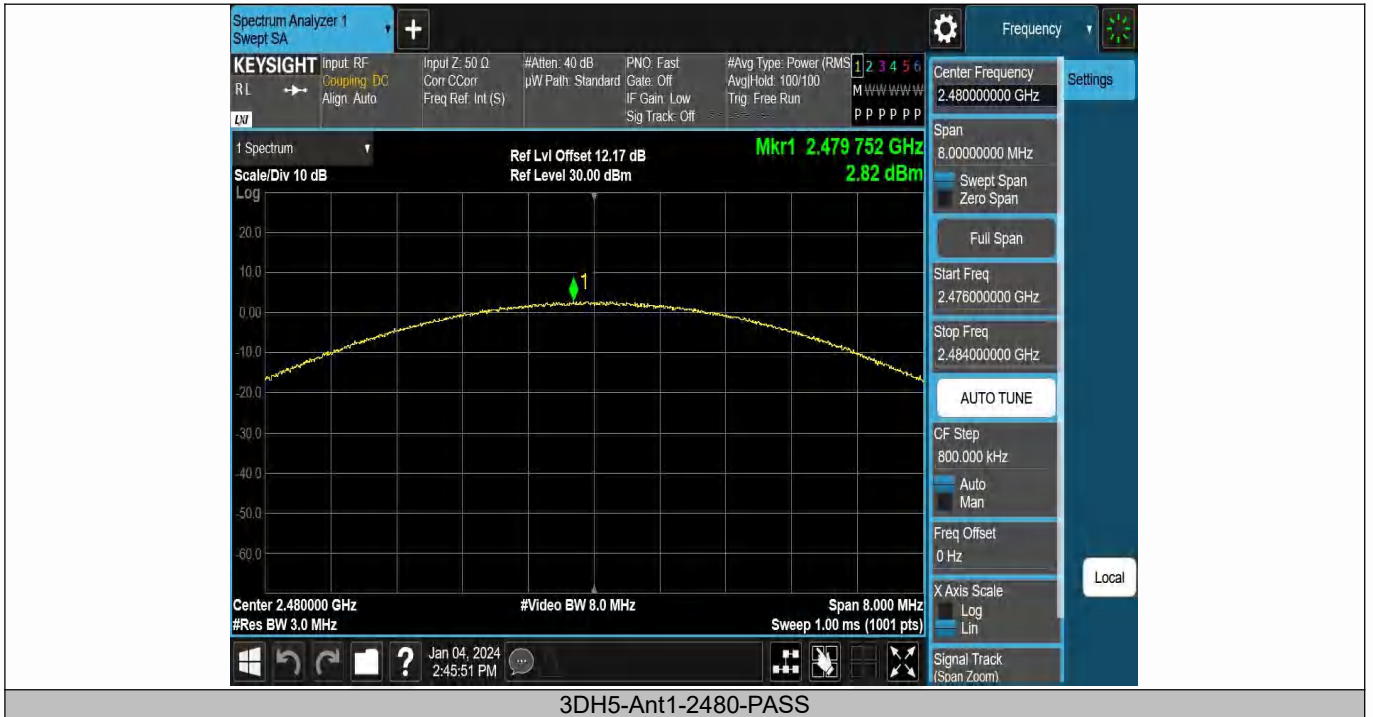 Spectrum Analyzer 1
Swept SA
+
Frequency
KEYSIGHT
RL
LXI
Input: RF
Coupling: DC
Align: Auto
Input Z: 50 Ω
Corr CCorr
Freq Ref: Int (S)
#Atten: 40 dB
µW Path: Standard
PNO: Fast
Gate: Off
IF Gain: Low
Sig Track: Off
#Avg Type: Power (RMS
Avg|Hold: 100/100
Trig: Free Run
1 2 3 4 5 6
M W W W W W
P P P P P P
1 Spectrum
Scale/Div 10 dB
Log
Ref Lvl Offset 12.17 dB
Ref Level 30.00 dBm
Mkr1 2.479 752 GHz
2.82 dBm
20.0
10.0
0.00
-10.0
-20.0
-30.0
-40.0
-50.0
-60.0
1
Center 2.480000 GHz
#Res BW 3.0 MHz
#Video BW 8.0 MHz
Span 8.000 MHz
Sweep 1.00 ms (1001 pts)
Center Frequency
2.480000000 GHz
Settings
Span
8.00000000 MHz
Swept Span
Zero Span
Full Span
Start Freq
2.476000000 GHz
Stop Freq
2.484000000 GHz
AUTO TUNE
CF Step
800.000 kHz
Auto
Man
Freq Offset
0 Hz
X Axis Scale
Log
Lin
Local
Signal Track
(Span Zoom)
?
Jan 04, 2024
2:45:51 PM
3DH5-Ant1-2480-PASS